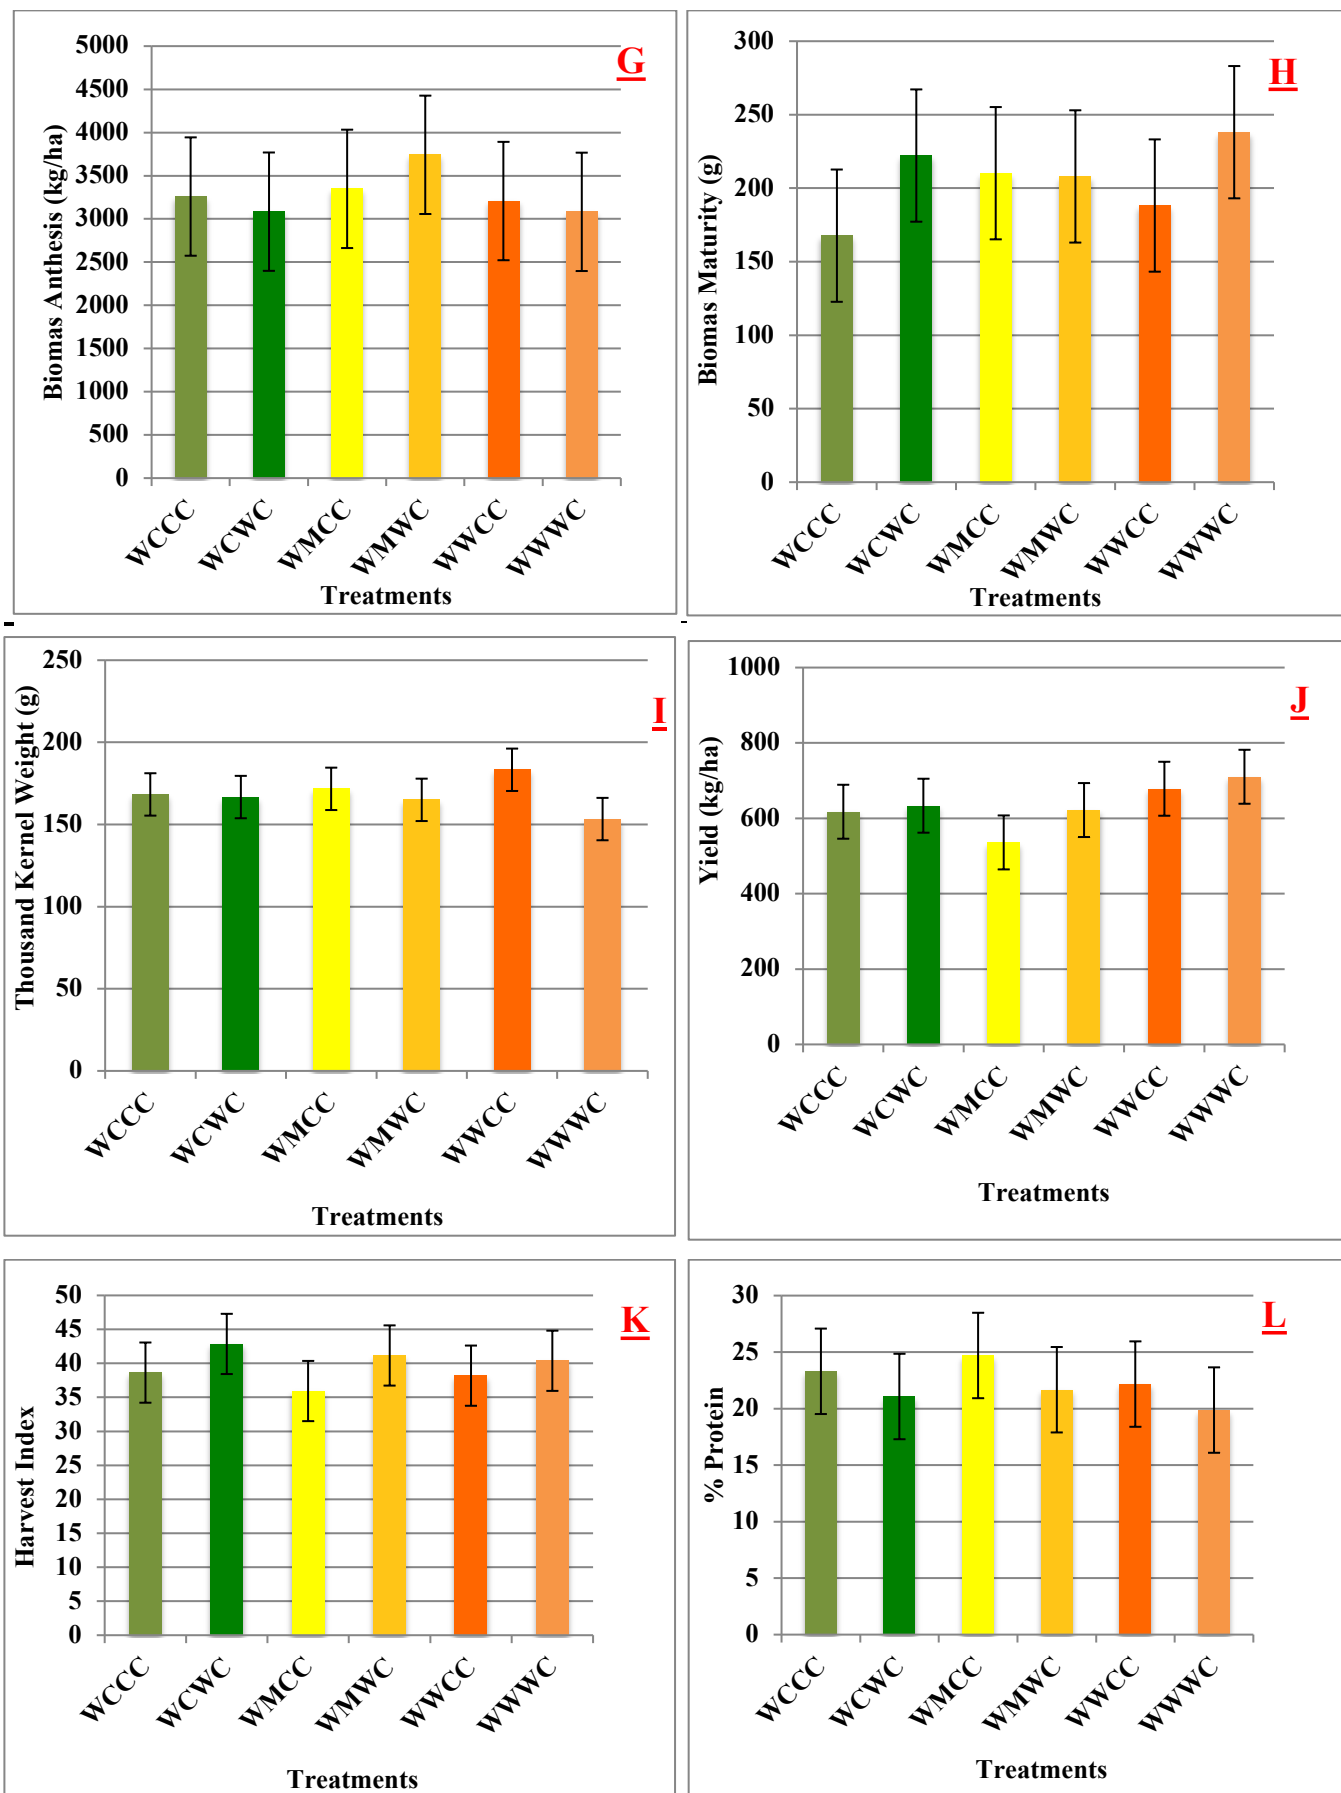 G
Biomas Anthesis (kg/ha)
5000
4500
4000
3500
3000
2500
2000
1500
1000
500
0
WCCC
WCWC
WMCC
WMWC
WWCC
WWWC
Treatments
H
Biomas Maturity (g)
300
250
200
150
100
50
0
WCCC
WCWC
WMCC
WMWC
WWCC
WWWC
Treatments
I
Thousand Kernel Weight (g)
250
200
150
100
50
0
WCCC
WCWC
WMCC
WMWC
WWCC
WWWC
Treatments
J
Yield (kg/ha)
1000
800
600
400
200
0
WCCC
WCWC
WMCC
WMWC
WWCC
WWWC
Treatments
K
Harvest Index
50
45
40
35
30
25
20
15
10
5
0
WCCC
WCWC
WMCC
WMWC
WWCC
WWWC
Treatments
L
% Protein
30
25
20
15
10
5
0
WCCC
WCWC
WMCC
WMWC
WWCC
WWWC
Treatments